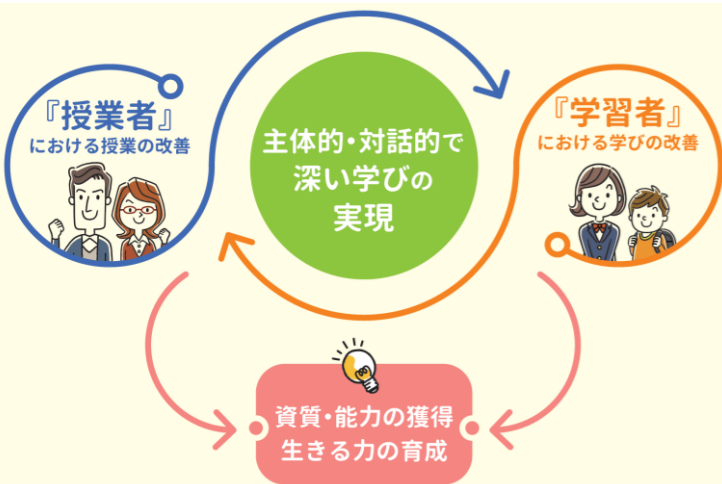 『授業者』
における授業の改善
主体的・対話的で
深い学びの
実現
『学習者』
における学びの改善
資質・能力の獲得
生きる力の育成